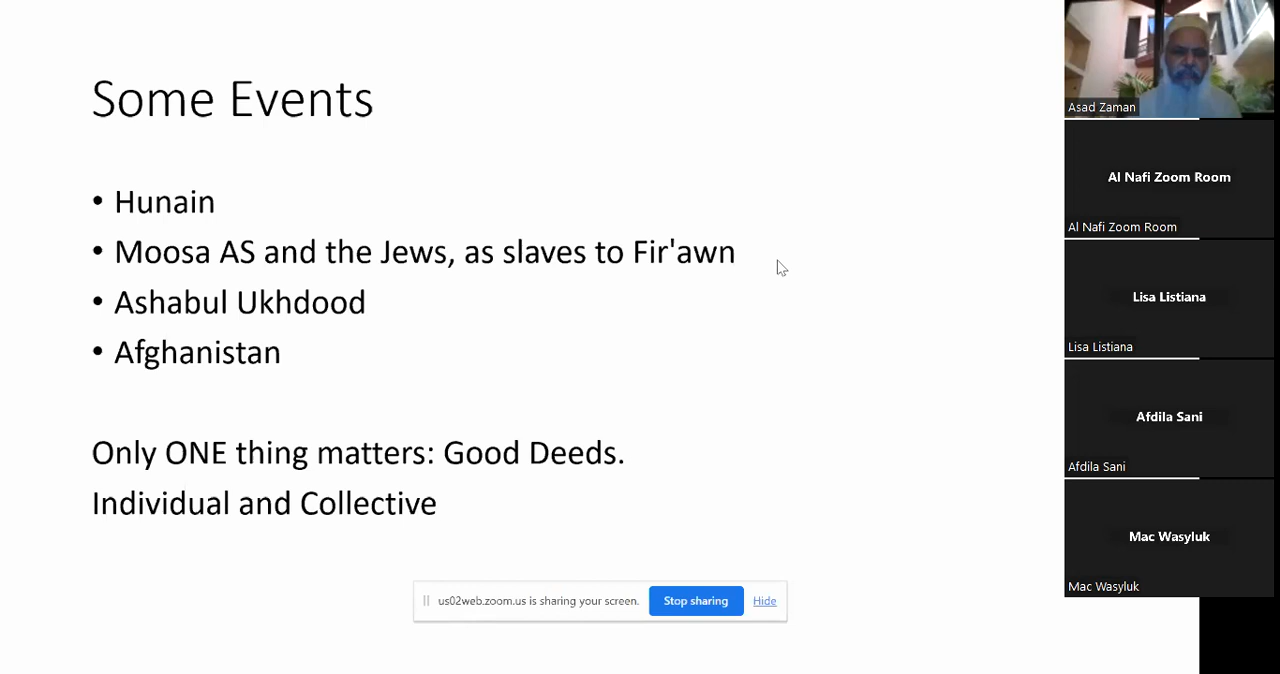 Some Events
• Hunain
• Moosa AS and the Jews, as slaves to Fir'awn
• Ashabul Ukhdood
• Afghanistan
Only ONE thing matters: Good Deeds.
Individual and Collective
us02web.zoom.us is sharing your screen. Stop sharing Hide
Asad Zaman
Al Nafi Zoom Room
Al Nafi Zoom Room
Lisa Listiana
Lisa Listiana
Afdila Sani
Afdila Sani
Mac Wasyluk
Mac Wasyluk